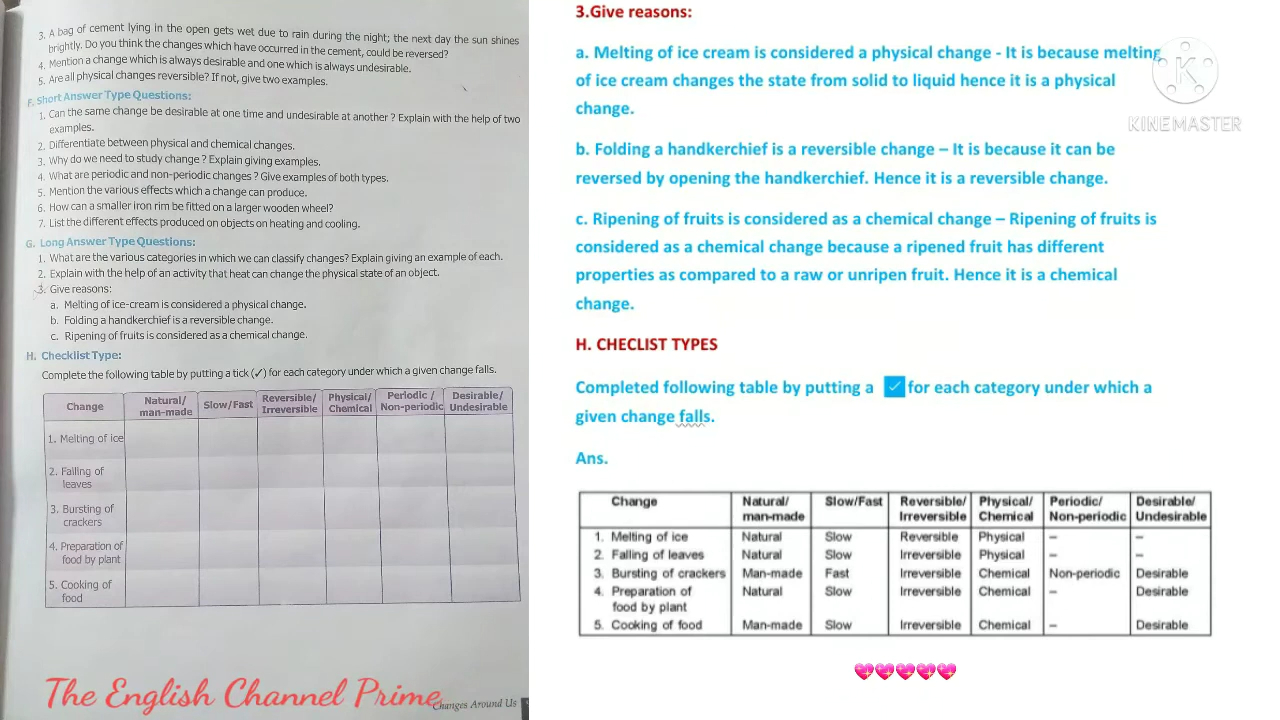 3. A bag of cement lying in the open gets wet due to rain during the night; the next day the sun shines
brightly. Do you think the changes which have occurred in the cement, could be reversed?
4. Mention a change which is always desirable and one which is always undesirable.
5. Are all physical changes reversible? If not, give two examples.
F. Short Answer Type Questions:
1. Can the same change be desirable at one time and undesirable at another ? Explain with the help of two
examples.
2. Differentiate between physical and chemical changes.
3. Why do we need to study change ? Explain giving examples.
4. What are periodic and non-periodic changes ? Give examples of both types.
5. Mention the various effects which a change can produce.
6. How can a smaller iron rim be fitted on a larger wooden wheel?
7. List the different effects produced on objects on heating and cooling.
G. Long Answer Type Questions:
1. What are the various categories in which we can classify changes? Explain giving an example of each.
2. Explain with the help of an activity that heat can change the physical state of an object.
3. Give reasons:
a. Melting of ice-cream is considered a physical change.
b. Folding a handkerchief is a reversible change.
c. Ripening of fruits is considered as a chemical change.
H. Checklist Type:
Complete the following table by putting a tick (✓) for each category under which a given change falls.
Change Natural/ man-made Slow/Fast Reversible/ Irreversible Physical/ Chemical Periodic / Non-periodic Desirable/ Undesirable
1. Melting of ice
2. Falling of
leaves
3. Bursting of
crackers
4. Preparation of
food by plant
5. Cooking of
food
The English Channel Prime
Changes Around Us
3.Give reasons:
a. Melting of ice cream is considered a physical change - It is because melting
of ice cream changes the state from solid to liquid hence it is a physical
change.
b. Folding a handkerchief is a reversible change – It is because it can be
reversed by opening the handkerchief. Hence it is a reversible change.
c. Ripening of fruits is considered as a chemical change – Ripening of fruits is
considered as a chemical change because a ripened fruit has different
properties as compared to a raw or unripen fruit. Hence it is a chemical
change.
H. CHECLIST TYPES
Completed following table by putting a ✓ for each category under which a
given change falls.
Ans.
Change Natural/ man-made Slow/Fast Reversible/ Irreversible Physical/ Chemical Periodic/ Non-periodic Desirable/ Undesirable
1. Melting of ice Natural Slow Reversible Physical – –
2. Falling of leaves Natural Slow Irreversible Physical – –
3. Bursting of crackers Man-made Fast Irreversible Chemical Non-periodic Desirable
4. Preparation of Natural Slow Irreversible Chemical – Desirable
food by plant
5. Cooking of food Man-made Slow Irreversible Chemical – Desirable
K
KINEMASTER